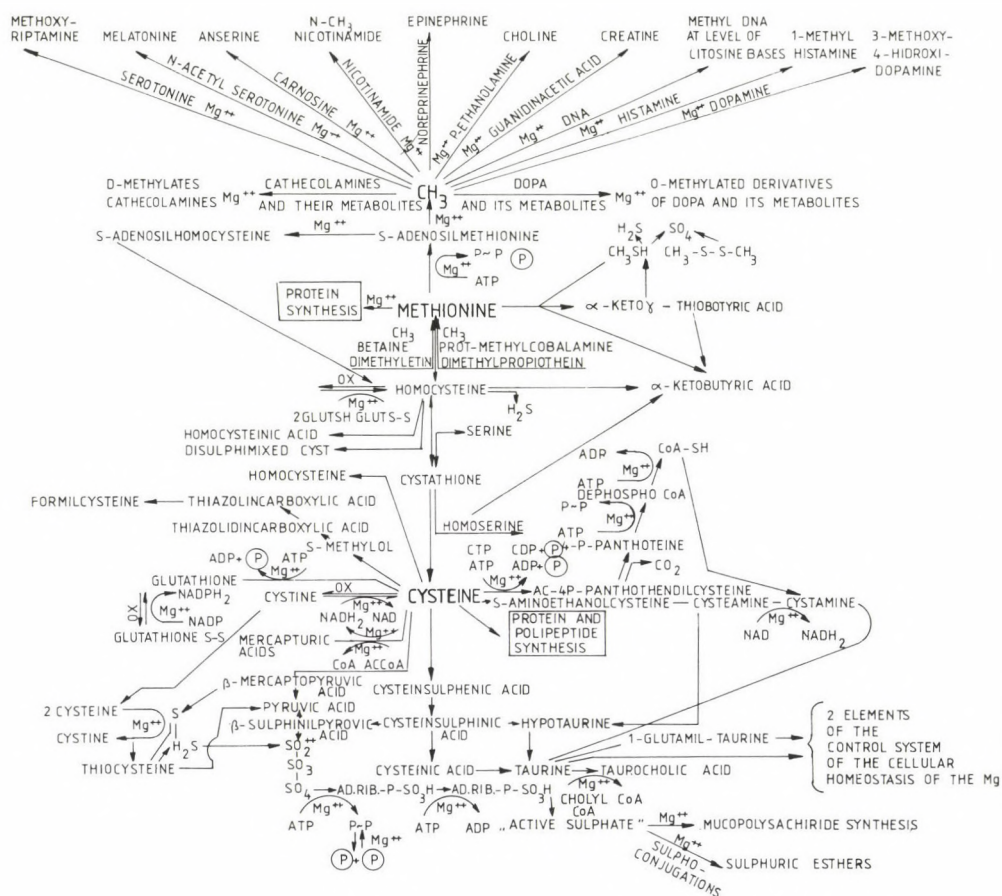 METHOXY-
RIPTAMINE
MELATONINE
ANSERINE
N-CH3
NICOTINAMIDE
EPINEPHRINE
CHOLINE
CREATINE
METHYL DNA
AT LEVEL OF
LITOSINE BASES
1-METHYL
HISTAMINE
3-METHOXY-
4-HIDROXI-
DOPAMINE
SEROTONINE Mg++
N-ACETYL SEROTONINE Mg++
CARNOSINE Mg++
NICOTINAMIDE Mg++
NOREPRINEPHRINE
Mg++ P-ETHANOLAMINE
Mg++ GUANIDINACETIC ACID
Mg++ DNA
Mg++ HISTAMINE
Mg++ DOPAMINE
D-METHYLATES
CATHECOLAMINES
Mg++
CATHECOLAMINES
AND THEIR METABOLITES
CH3
DOPA
AND ITS METABOLITES
Mg++
O-METHYLATED DERIVATIVES
OF DOPA AND ITS METABOLITES
Mg++
S-ADENOSILHOMOCYSTEINE
Mg++
S-ADENOSILMETHIONINE
H2S
SO4
CH3SH
CH3-S-S-CH3
P~P
P
Mg++
ATP
PROTEIN
SYNTHESIS
Mg++
METHIONINE
α-KETO γ-THIOBOTYRIC ACID
CH3
CH3
BETAINE
PROT-METHYLCOBALAMINE
DIMETHYLETIN
DIMETHYLPROPIOTHEIN
OX
Mg++
HOMOCYSTEINE
α-KETOBUTYRIC ACID
2GLUTSH GLUTS-S
H2S
HOMOCYSTEINIC ACID
DISULPHIMIXED CYST
SERINE
HOMOCYSTEINE
CYSTATHIONE
FORMILCYSTEINE
THIAZOLINCARBOXYLIC ACID
THIAZOLIDINCARBOXYLIC ACID
HOMOSERINE
ADR
CoA-SH
Mg++
ATP
DEPHOSPHO CoA
P~P
Mg++
ATP
4-P-PANTHOTEINE
CO2
S-METHYLOL
ADP+ P
ATP
Mg++
CTP
CDP+ P
ATP
ADP+ P
Mg++
GLUTATHIONE
NADPH2
OX
Mg++
NADP
GLUTATHIONE S-S
CYSTINE
OX
Mg++
NADH2 NAD
CYSTEINE
AC-4P-PANTHOTHENDILCYSTEINE
S-AMINOETHANOLCYSTEINE — CYSTEAMINE — CYSTAMINE
PROTEIN AND
POLIPEPTIDE
SYNTHESIS
NAD
Mg++
NADH2
MERCAPTURIC
ACIDS
Mg++
Mg++
CoA ACCoA
β-MERCAPTOPYRUVIC
ACID
CYSTEINSULPHENIC ACID
2 CYSTEINE
Mg++
CYSTINE
S
H2S
THIOCYSTEINE
PYRUVIC ACID
β-SULPHINILPYROVIC
ACID
CYSTEINSULPHINIC
ACID
HYPOTAURINE
SO2++
SO3
SO4
CYSTEINIC ACID
TAURINE
TAUROCHOLIC ACID
1-GLUTAMIL-TAURINE
2 ELEMENTS
OF THE
CONTROL SYSTEM
OF THE CELLULAR
HOMEOSTASIS OF THE Mg
AD.RIB.-P-SO3H
AD.RIB.-P-SO3H
Mg++
CHOLYL CoA
CoA
Mg++
ATP
P~P
Mg++
P + P
Mg++
ATP
ADP
„ACTIVE SULPHATE"
Mg++
MUCOPOLYSACHIRIDE SYNTHESIS
Mg++
SULPHO-
CONJUGATIONS
SULPHURIC ESTHERS